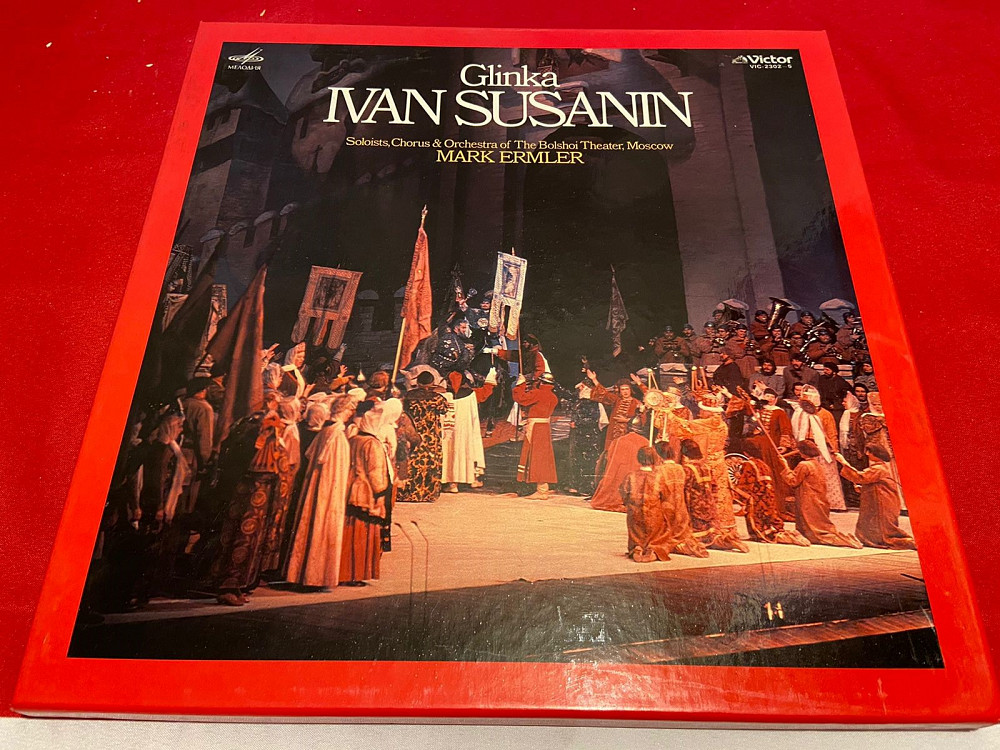 МЕЛОДИЯ
Victor
VIC-2302~5
Glinka
IVAN SUSANIN
Soloists, Chorus & Orchestra of The Bolshoi Theater, Moscow
MARK ERMLER